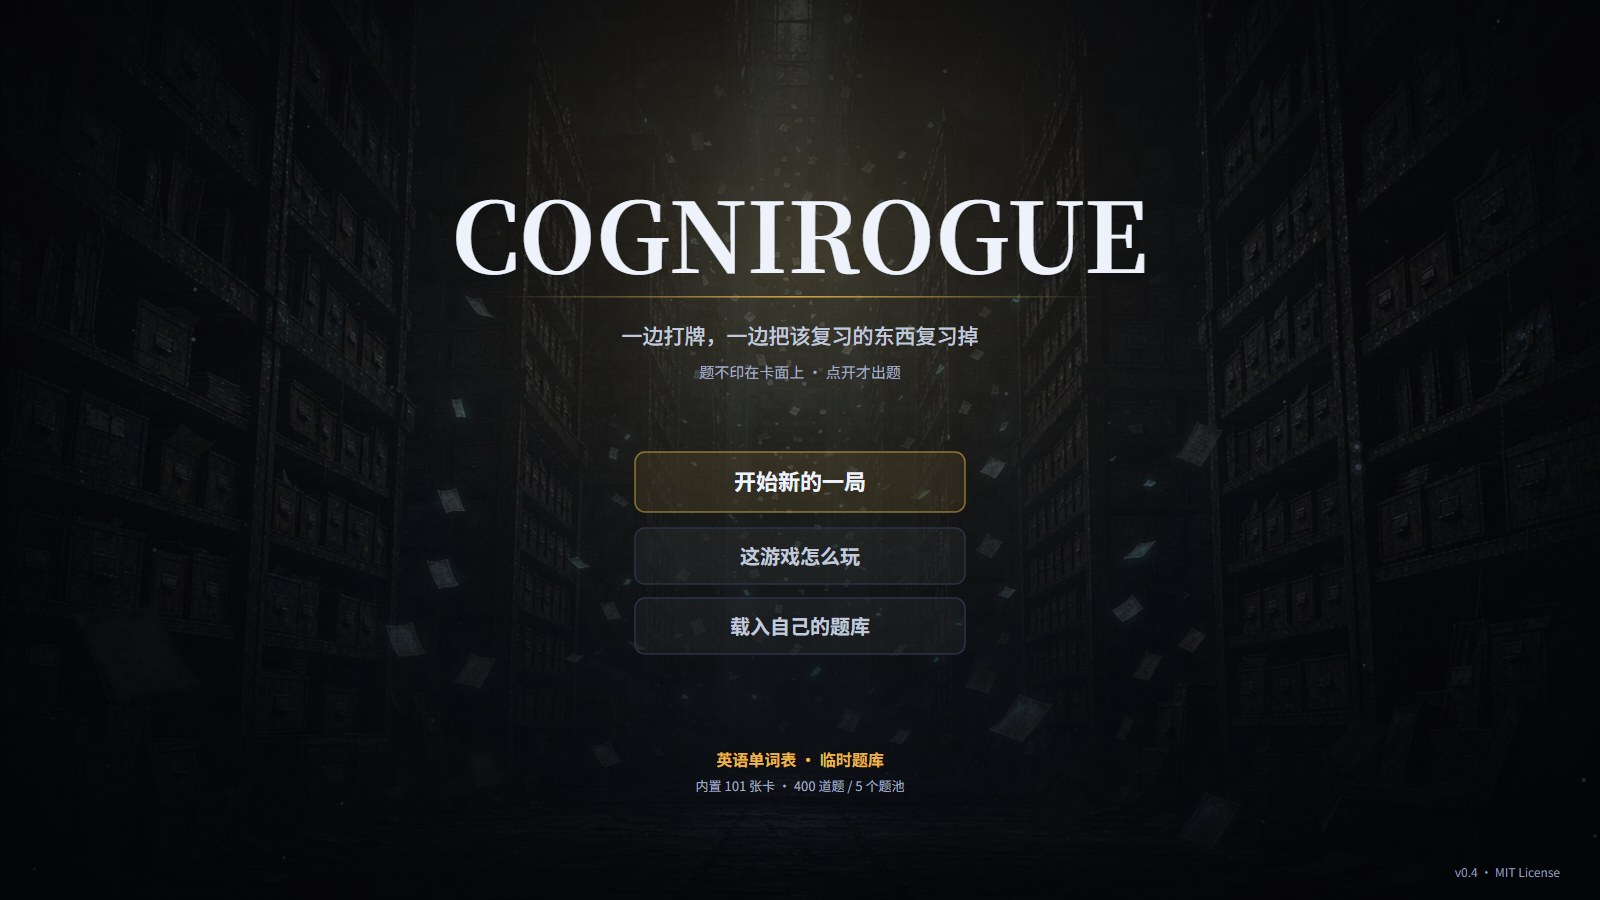 COGNIROGUE
一边打牌，一边把该复习的东西复习掉
题不印在卡面上 · 点开才出题
开始新的一局
这游戏怎么玩
载入自己的题库
英语单词表 · 临时题库
内置 101 张卡 · 400 道题 / 5 个题池
v0.4 · MIT License